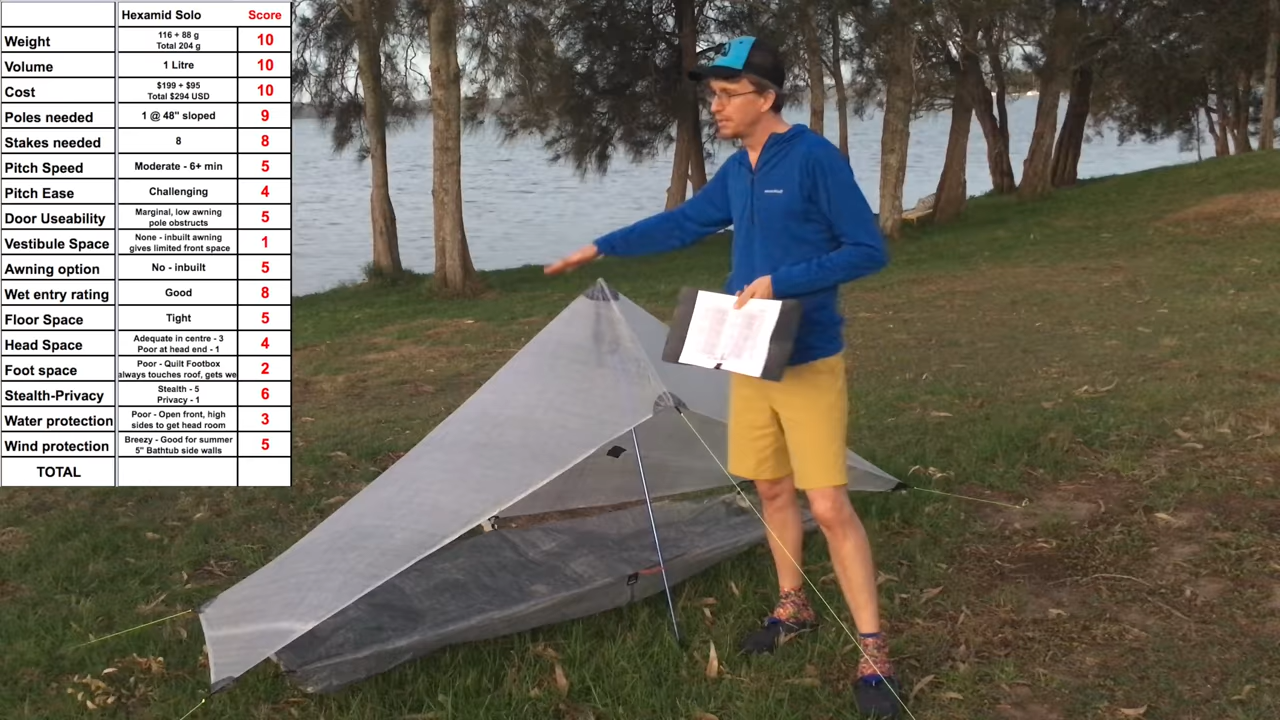 Hexamid Solo Score
Weight 116 + 88 g 10
Total 204 g
Volume 1 Litre 10
Cost $199 + $95 10
Total $294 USD
Poles needed 1 @ 48" sloped 9
Stakes needed 8 8
Pitch Speed Moderate - 6+ min 5
Pitch Ease Challenging 4
Door Useability Marginal, low awning 5
pole obstructs
Vestibule Space None - inbuilt awning 1
gives limited front space
Awning option No - inbuilt 5
Wet entry rating Good 8
Floor Space Tight 5
Head Space Adequate in centre - 3 4
Poor at head end - 1
Foot space Poor - Quilt Footbox 2
always touches roof, gets we
Stealth-Privacy Stealth - 5 6
Privacy - 1
Water protection Poor - Open front, high 3
sides to get head room
Wind protection Breezy - Good for summer 5
5" Bathtub side walls
TOTAL